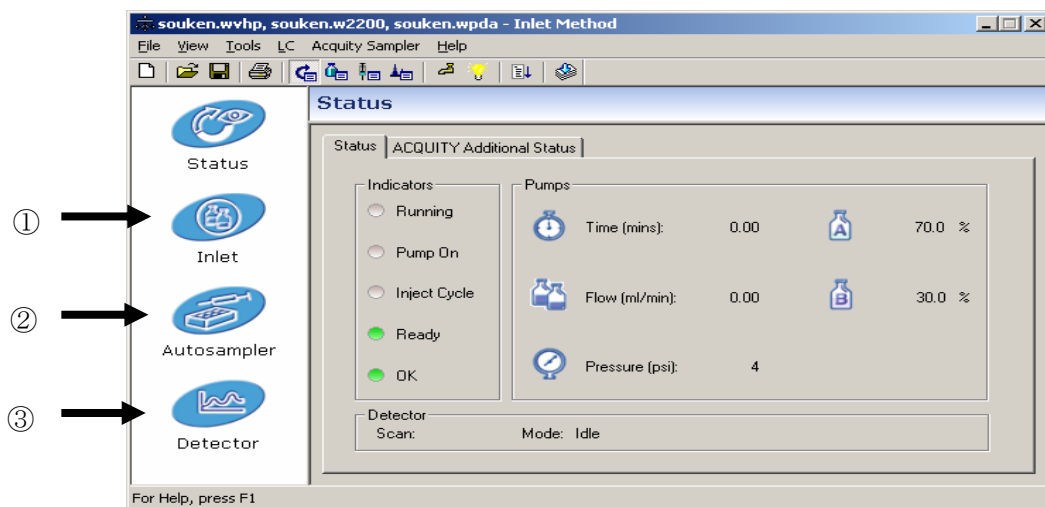 souken.wvhp, souken.w2200, souken.wpda - Inlet Method
File View Tools LC Acquity Sampler Help
Status
Status
Status ACQUITY Additional Status
Indicators Pumps
① Running Time (mins): 0.00 A 70.0 %
Inlet
Pump On
Inject Cycle Flow (ml/min): 0.00 B 30.0 %
②
Ready
Autosampler
OK Pressure (psi): 4
③
Detector
Scan: Mode: Idle
Detector
For Help, press F1